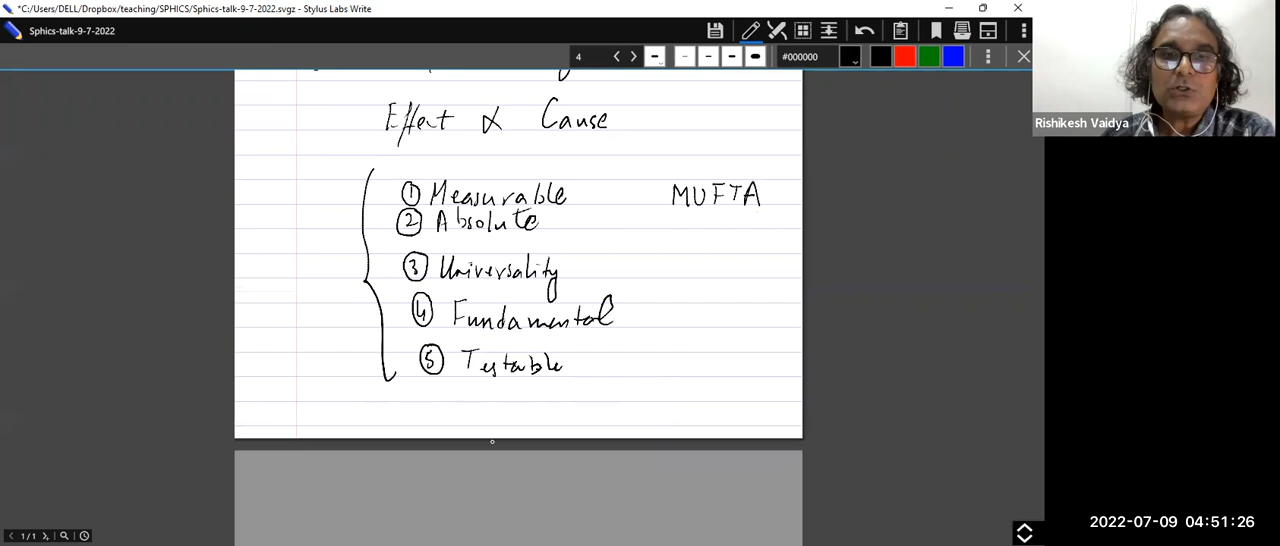 *C:/Users/DELL/Dropbox/teaching/SPHICS/Sphics-talk-9-7-2022.svgz - Stylus Labs Write
Sphics-talk-9-7-2022
4
#000000
Effect ∝ Cause
① Measurable
MUFTA
② Absolute
③ Universality
④ Fundamental
⑤ Testable
Rishikesh Vaidya
1/1
2022-07-09 04:51:26